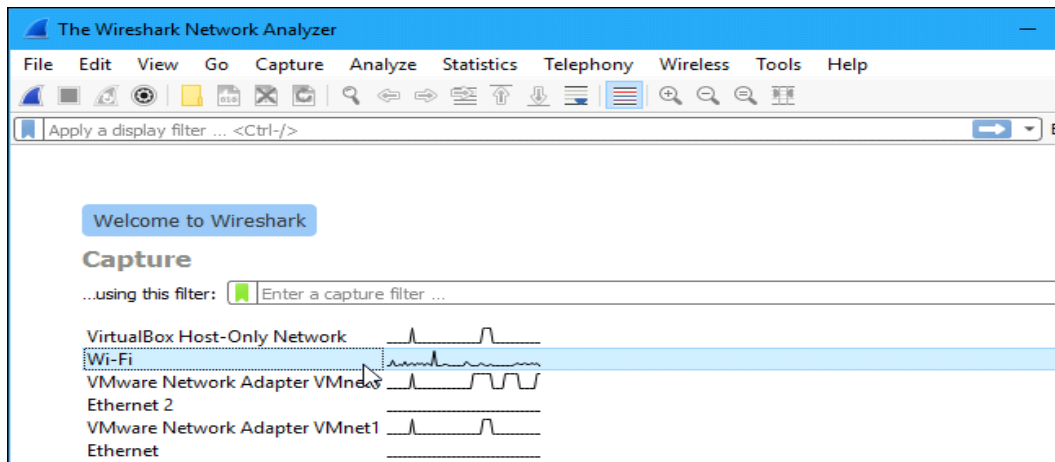 The Wireshark Network Analyzer
File Edit View Go Capture Analyze Statistics Telephony Wireless Tools Help
Apply a display filter ... <Ctrl-/>
Welcome to Wireshark
Capture
...using this filter: Enter a capture filter ...
VirtualBox Host-Only Network
Wi-Fi
VMware Network Adapter
Ethernet 2
VMware Network Adapter VMnet1
Ethernet